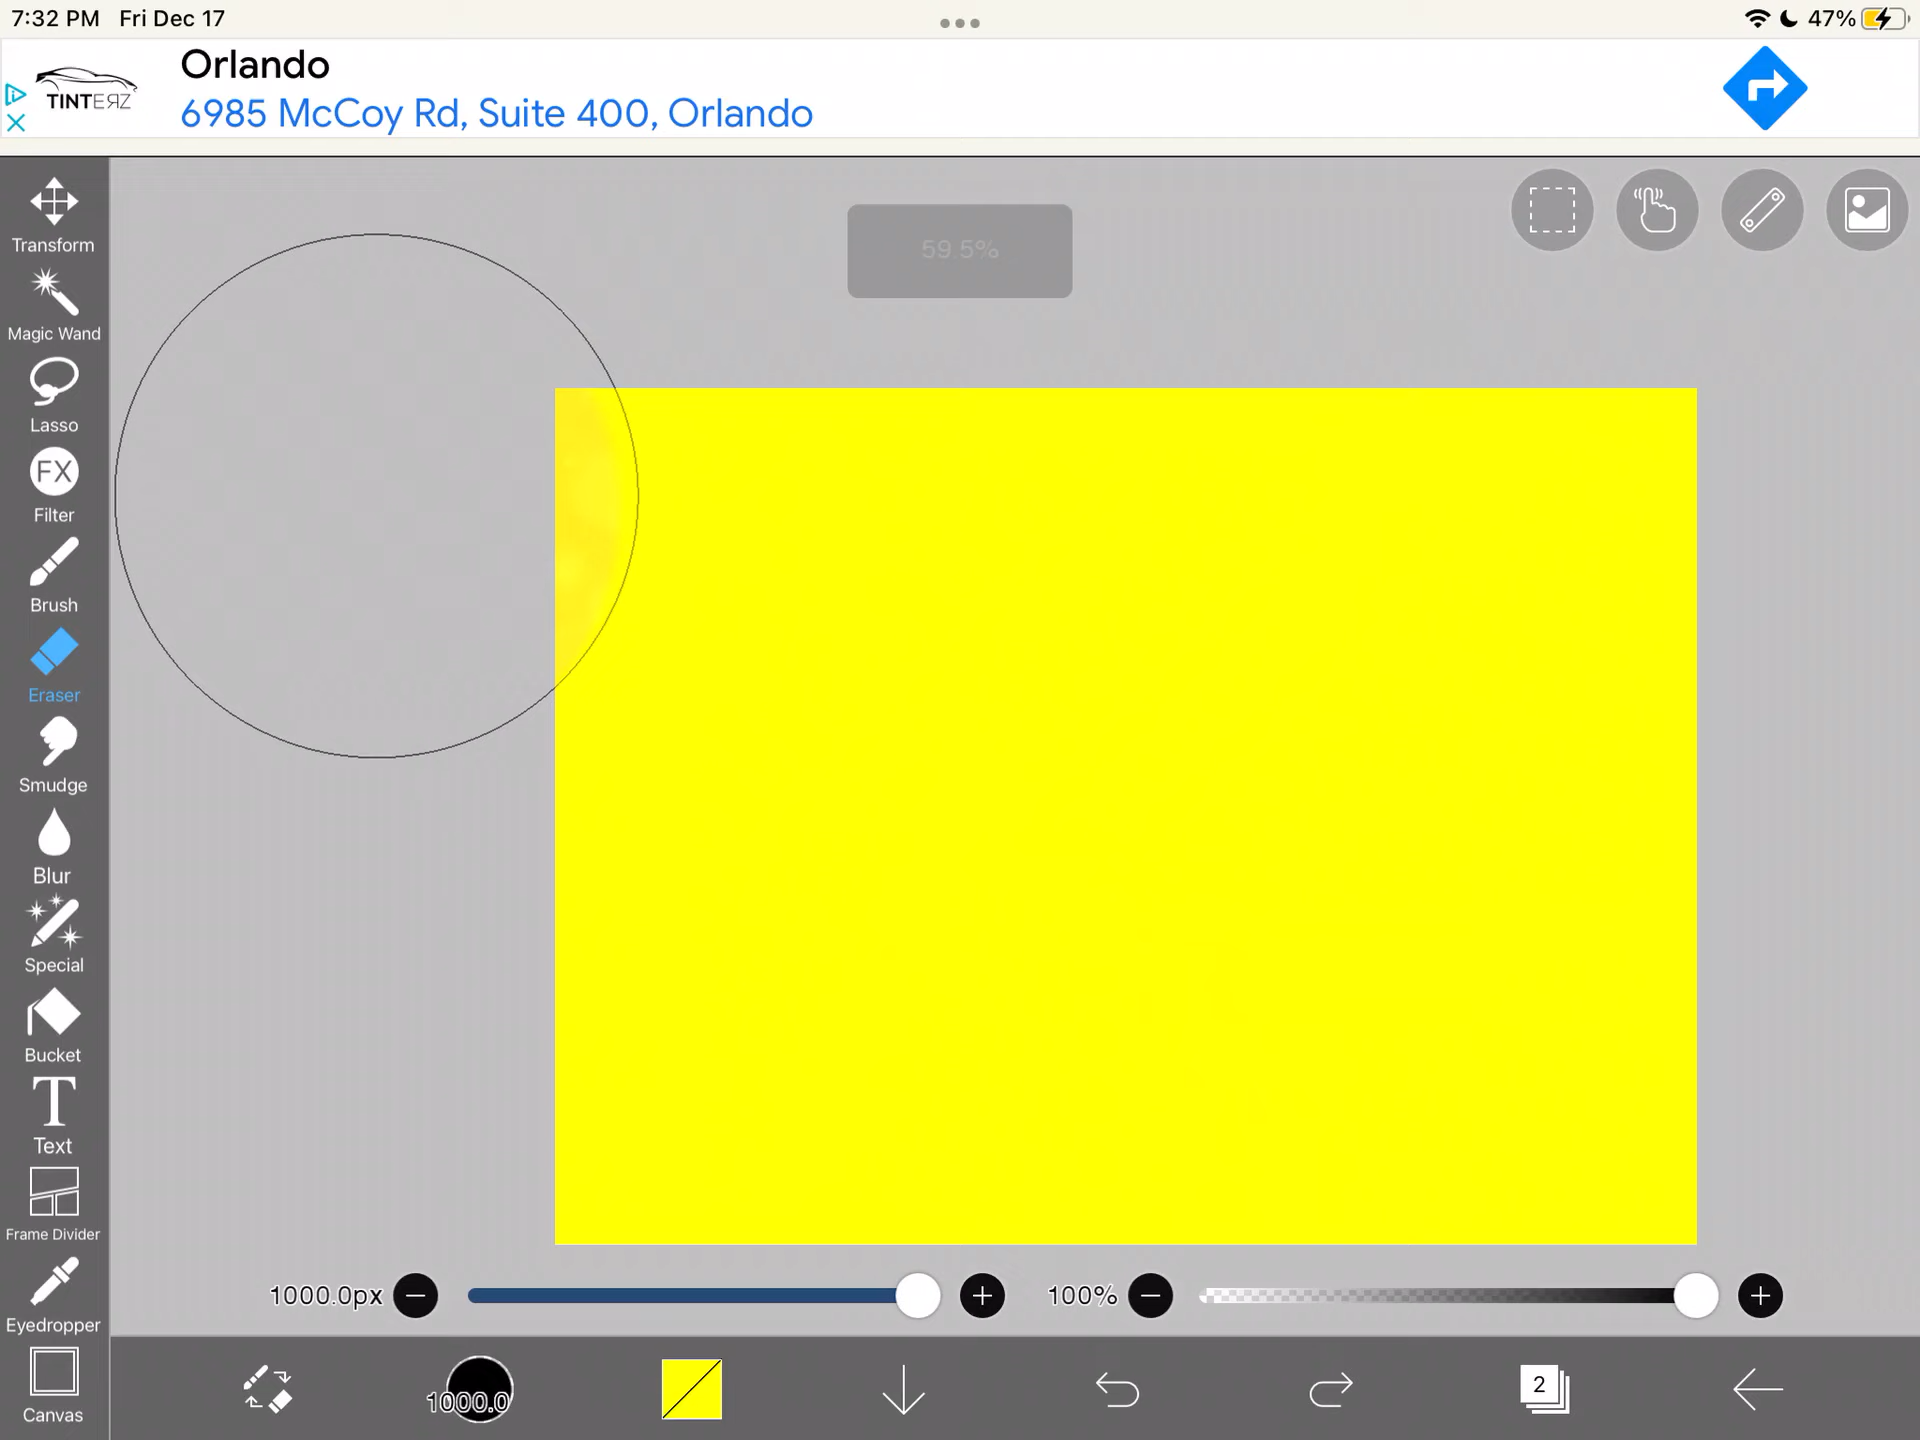 7:32 PM Fri Dec 17
47%
TINTERZ
Orlando
6985 McCoy Rd, Suite 400, Orlando
59.5%
Transform
Magic Wand
Lasso
FX
Filter
Brush
Eraser
Smudge
Blur
Special
Bucket
T
Text
Frame Divider
Eyedropper
Canvas
1000.0px
100%
1000.0
2